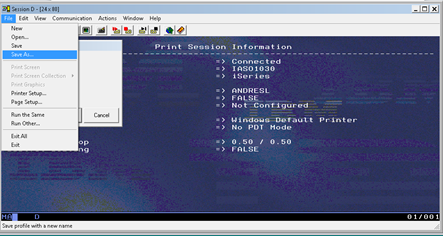 Session D - [24 x 80]
File Edit View Communication Actions Window Help
New
Open...
Save
Save As...
Print Screen
Print Screen Collection
Print Graphics
Printer Setup...
Page Setup...
Run the Same
Run Other...
Exit All
Exit
Cancel
Print Session Information
=> Connected
=> IASO1030
=> iSeries
=> ANDRESL
=> FALSE
=> Not Configured
=> Windows Default Printer
=> No PDT Mode
op => 0.50 / 0.50
ng => FALSE
MA D 01/001
Save profile with a new name